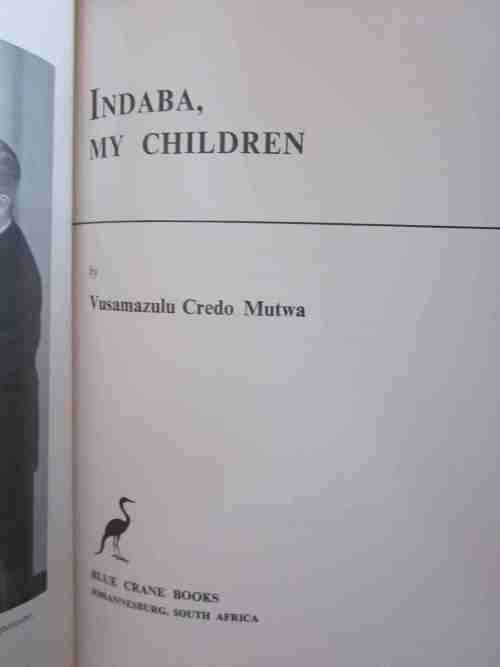 INDABA,
MY CHILDREN
by
Vusamazulu Credo Mutwa
BLUE CRANE BOOKS
JOHANNESBURG, SOUTH AFRICA